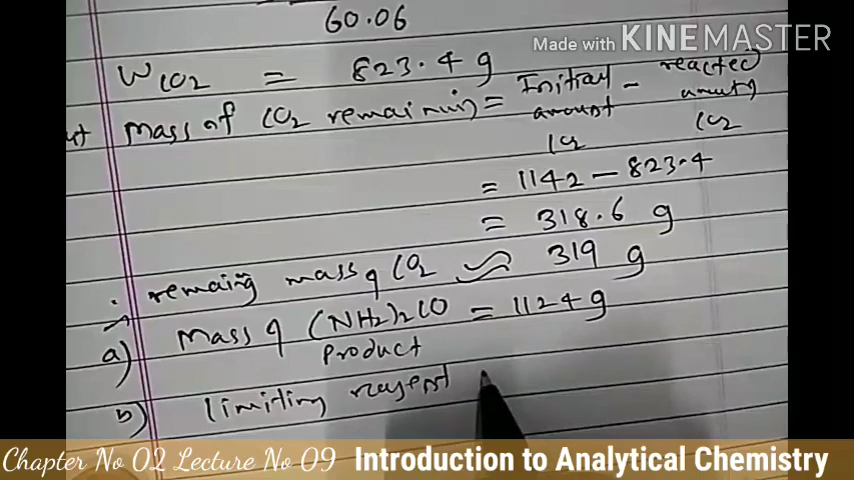 60.06
Made with KINEMASTER
WCO2 = 823.4 g
ut Mass of CO2 remaining = Initial amount - reacted amount
CO2 CO2
= 1142 - 823.4
= 318.6 g
∴ remaining mass of CO2 ≈ 319 g
a) Mass of (NH2)2CO = 1124 g
Product
b) limiting reagent
Chapter No 02 Lecture No 09 Introduction to Analytical Chemistry